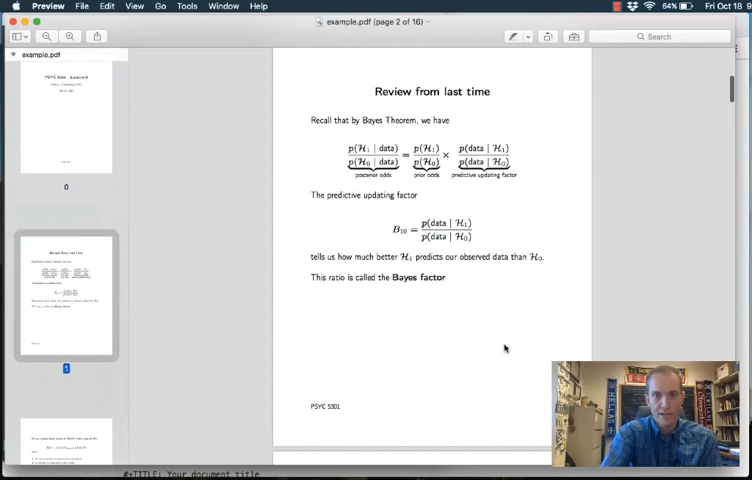 Preview File Edit View Go Tools Window Help 64% Fri Oct 18 9
example.pdf (page 2 of 16)
Search
example.pdf
0
1
Review from last time
Recall that by Bayes Theorem, we have
p(ℋ₁ | data) / p(ℋ₀ | data) = p(ℋ₁) / p(ℋ₀) × p(data | ℋ₁) / p(data | ℋ₀)
posterior odds prior odds predictive updating factor
The predictive updating factor
B₁₀ = p(data | ℋ₁) / p(data | ℋ₀)
tells us how much better ℋ₁ predicts our observed data than ℋ₀.
This ratio is called the Bayes factor
PSYC 5301
HELLAS
#+TITLE: Your document title